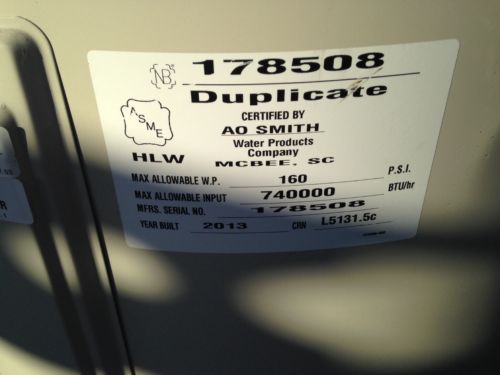 NB 178508
Duplicate
CERTIFIED BY
ASME
AO SMITH
Water Products
Company
HLW
MCBEE, SC
MAX ALLOWABLE W.P. 160 P.S.I.
MAX ALLOWABLE INPUT 740000 BTU/hr
MFRS. SERIAL NO. 178508
YEAR BUILT 2013 CRN L5131.5c